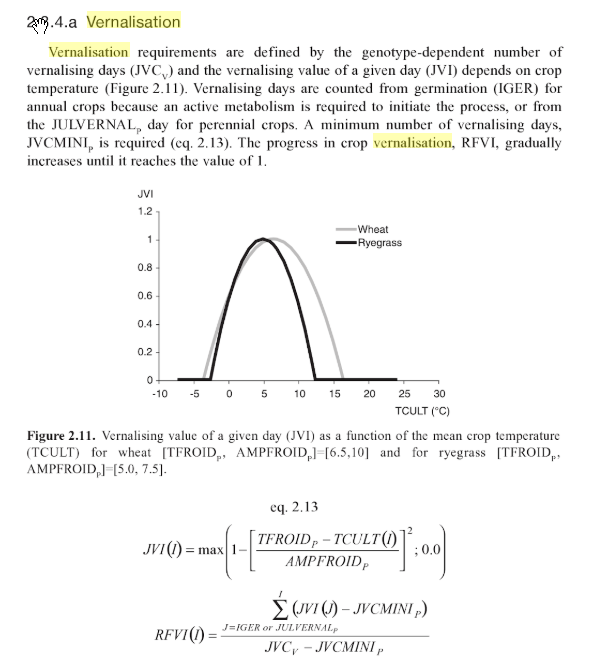 2.3.4.a Vernalisation
Vernalisation requirements are defined by the genotype-dependent number of
vernalising days (JVCV) and the vernalising value of a given day (JVI) depends on crop
temperature (Figure 2.11). Vernalising days are counted from germination (IGER) for
annual crops because an active metabolism is required to initiate the process, or from
the JULVERNALP day for perennial crops. A minimum number of vernalising days,
JVCMINIP is required (eq. 2.13). The progress in crop vernalisation, RFVI, gradually
increases until it reaches the value of 1.
JVI
1.2
1
0.8
0.6
0.4
0.2
0
Wheat
Ryegrass
-10 -5 0 5 10 15 20 25 30
TCULT (°C)
Figure 2.11. Vernalising value of a given day (JVI) as a function of the mean crop temperature
(TCULT) for wheat [TFROIDP, AMPFROIDP]=[6.5,10] and for ryegrass [TFROIDP,
AMPFROIDP]=[5.0, 7.5].
eq. 2.13
JVI(I) = max(1−[TFROIDP − TCULT(I) / AMPFROIDP]²; 0.0)
RFVI(I) = ∑ I J=IGER or JULVERNALP (JVI(J) − JVCMINIP) / JVCV − JVCMINIP